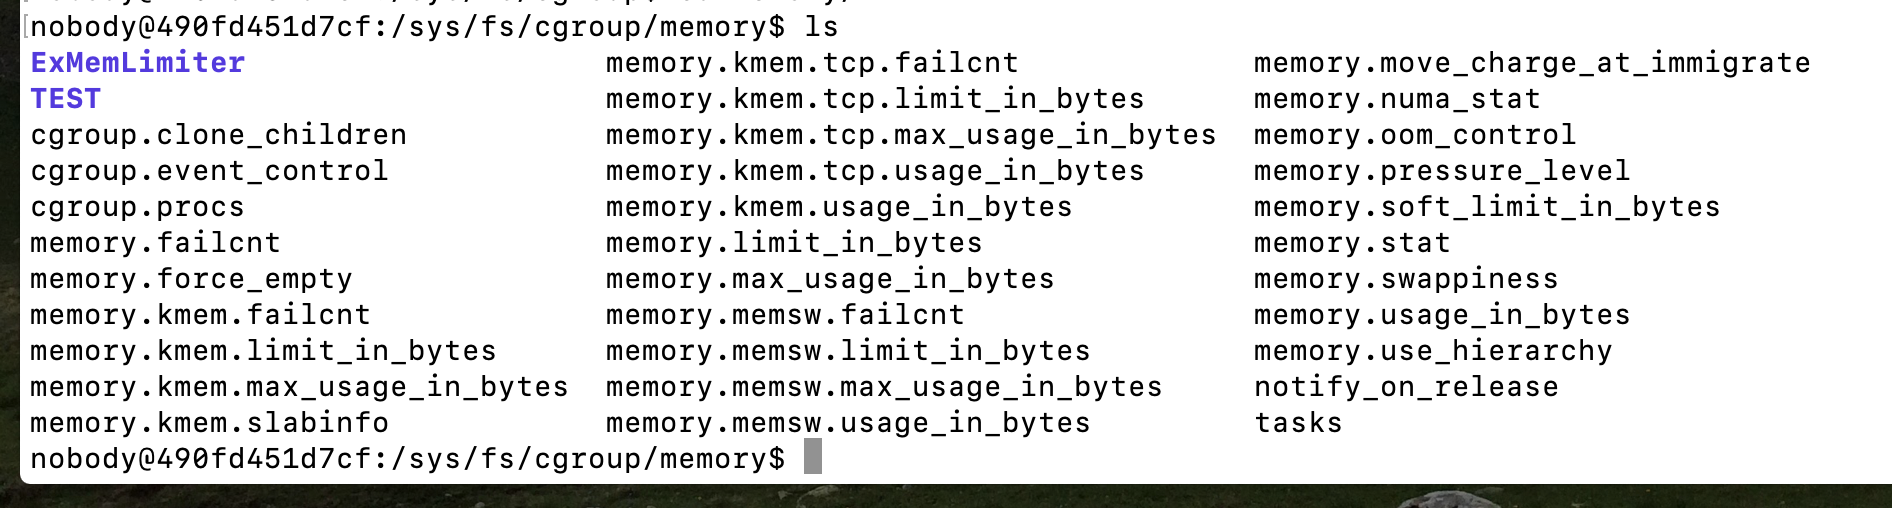 nobody@490fd451d7cf:/sys/fs/cgroup/memory$ ls
ExMemLimiter memory.kmem.tcp.failcnt memory.move_charge_at_immigrate
TEST memory.kmem.tcp.limit_in_bytes memory.numa_stat
cgroup.clone_children memory.kmem.tcp.max_usage_in_bytes memory.oom_control
cgroup.event_control memory.kmem.tcp.usage_in_bytes memory.pressure_level
cgroup.procs memory.kmem.usage_in_bytes memory.soft_limit_in_bytes
memory.failcnt memory.limit_in_bytes memory.stat
memory.force_empty memory.max_usage_in_bytes memory.swappiness
memory.kmem.failcnt memory.memsw.failcnt memory.usage_in_bytes
memory.kmem.limit_in_bytes memory.memsw.limit_in_bytes memory.use_hierarchy
memory.kmem.max_usage_in_bytes memory.memsw.max_usage_in_bytes notify_on_release
memory.kmem.slabinfo memory.memsw.usage_in_bytes tasks
nobody@490fd451d7cf:/sys/fs/cgroup/memory$